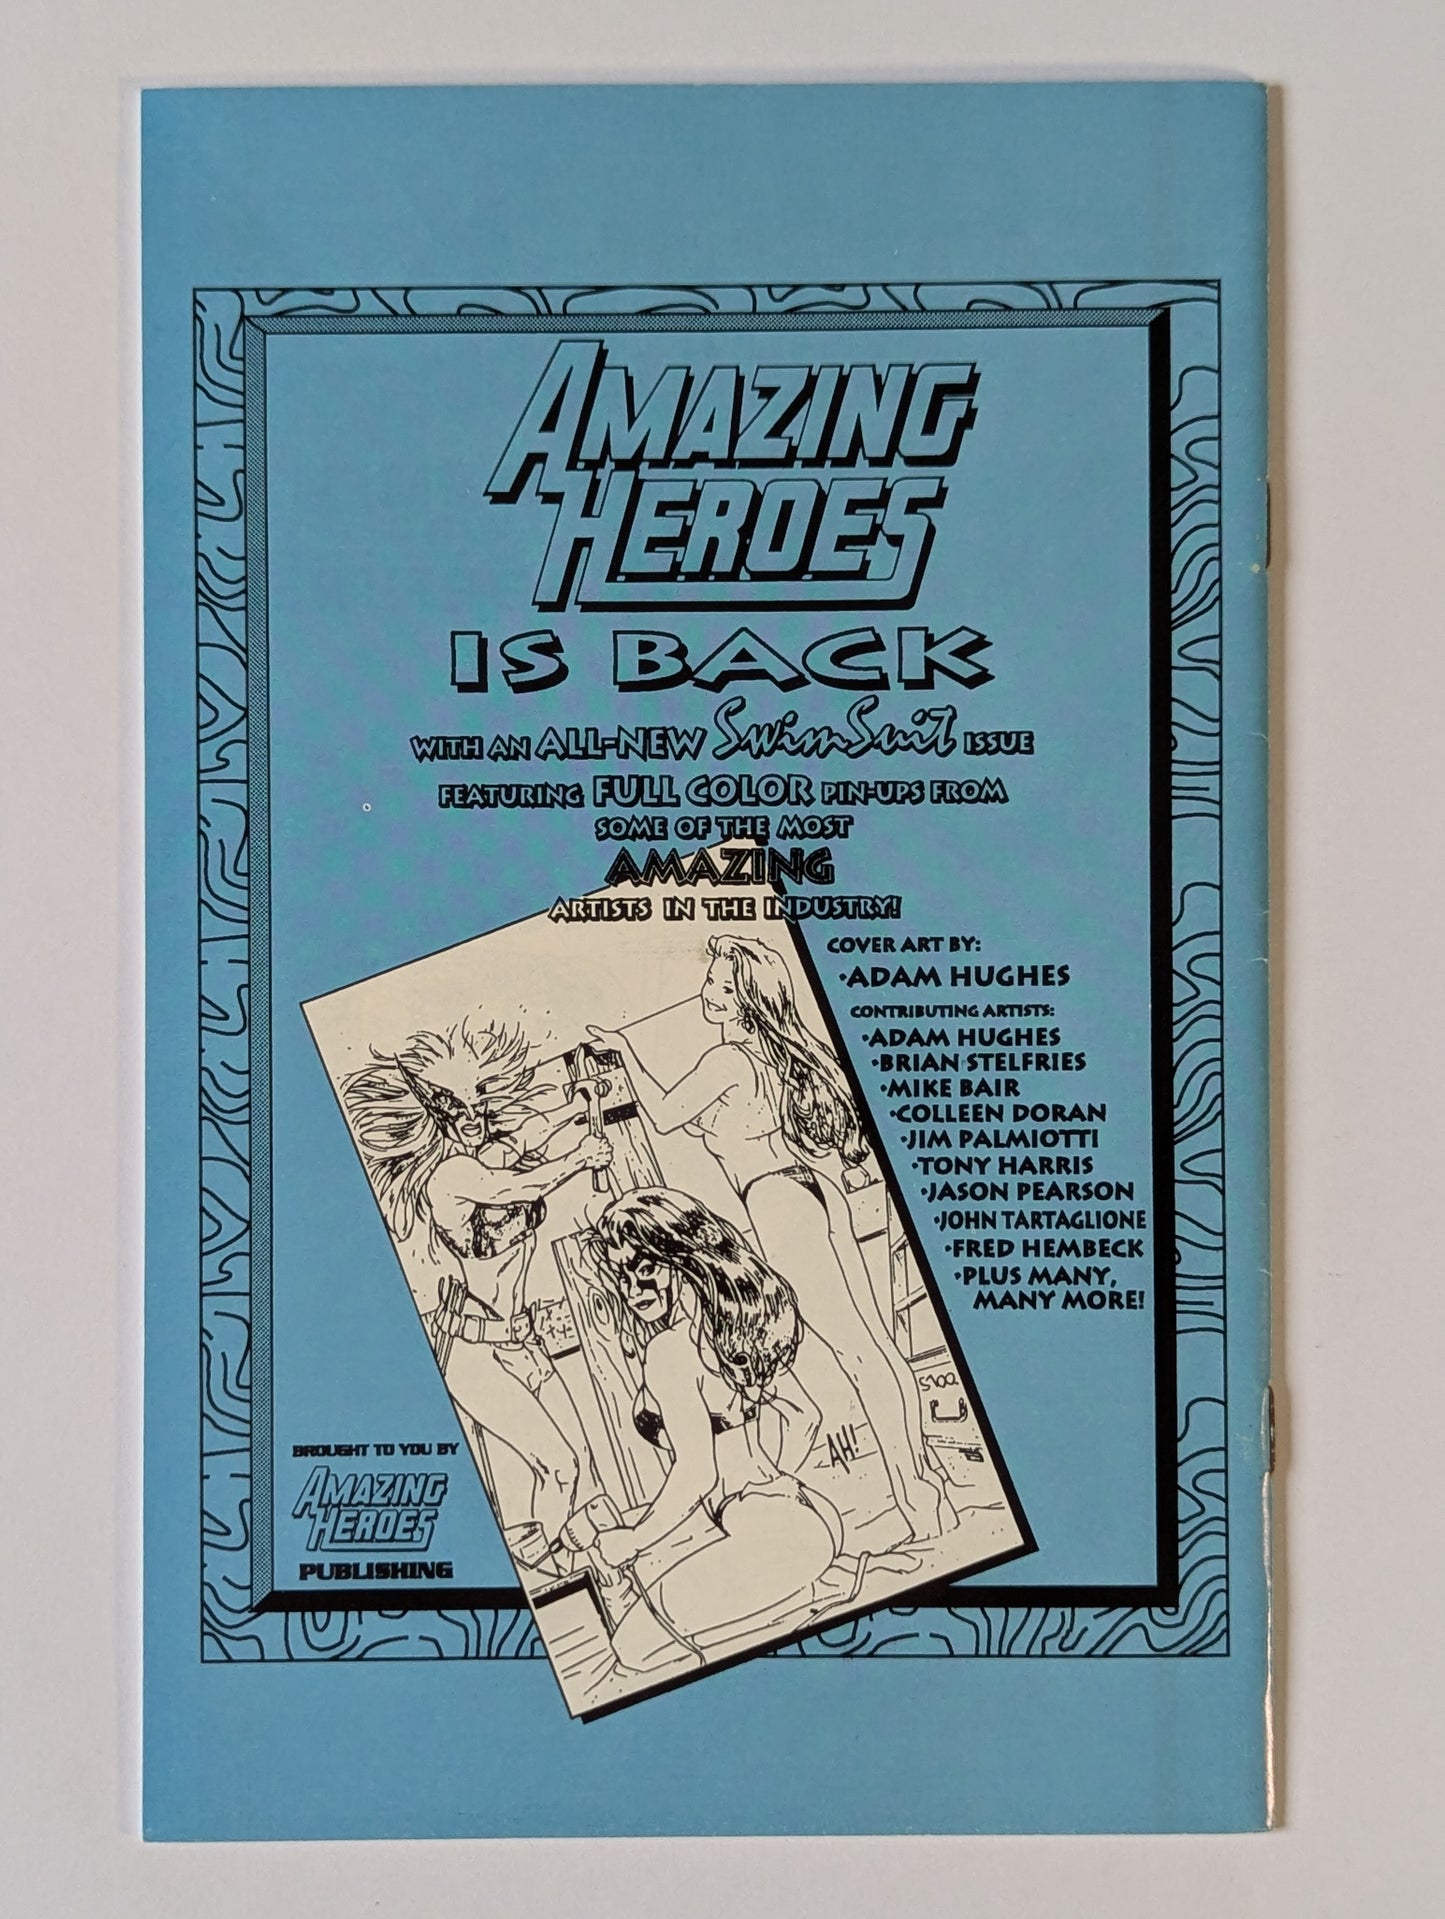 AMAZING
HEROES
IS BACK
WITH AN ALL-NEW SwimSuit ISSUE
FEATURING FULL COLOR PIN-UPS FROM
SOME OF THE MOST
AMAZING
ARTISTS IN THE INDUSTRY!
COVER ART BY:
•ADAM HUGHES
CONTRIBUTING ARTISTS:
•ADAM HUGHES
•BRIAN STELFRIES
•MIKE BAIR
•COLLEEN DORAN
•JIM PALMIOTTI
•TONY HARRIS
•JASON PEARSON
•JOHN TARTAGLIONE
•FRED HEMBECK
•PLUS MANY,
MANY MORE!
AH!
BROUGHT TO YOU BY
AMAZING
HEROES
PUBLISHING